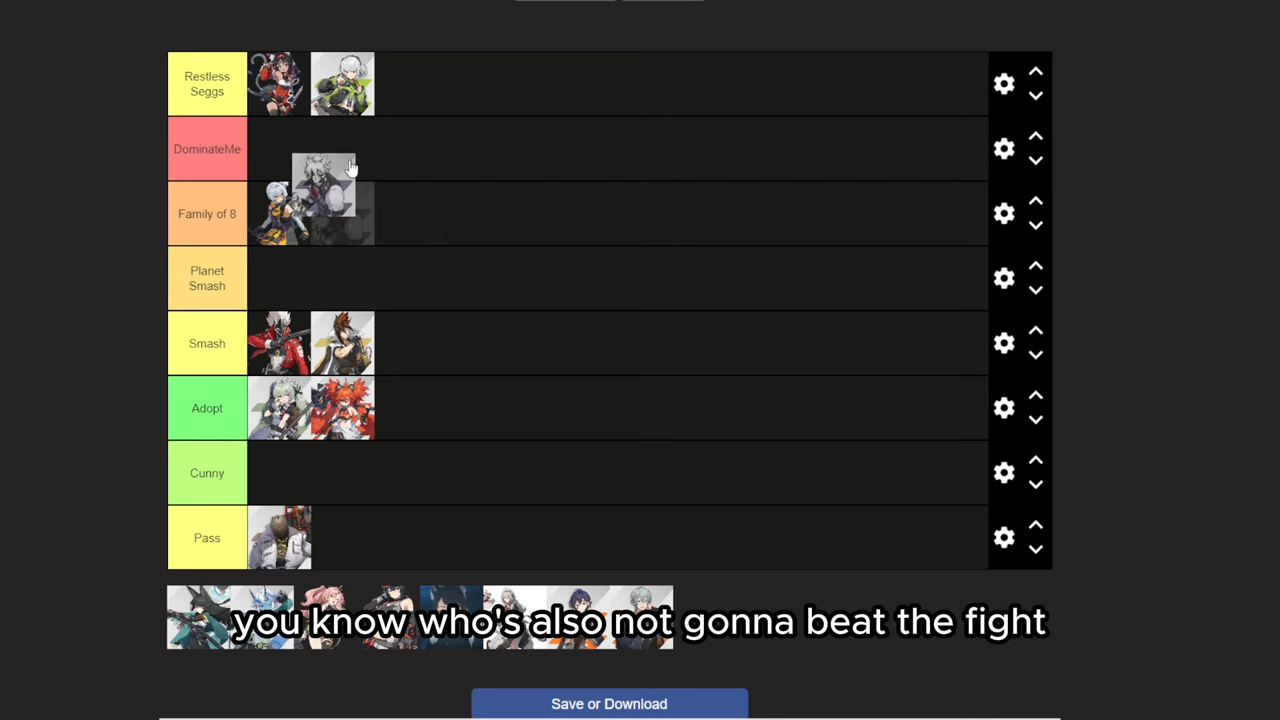 Restless
Seggs
DominateMe
Family of 8
Planet
Smash
Smash
Adopt
Cunny
Pass
you know who's also not gonna beat the fight
Save or Download